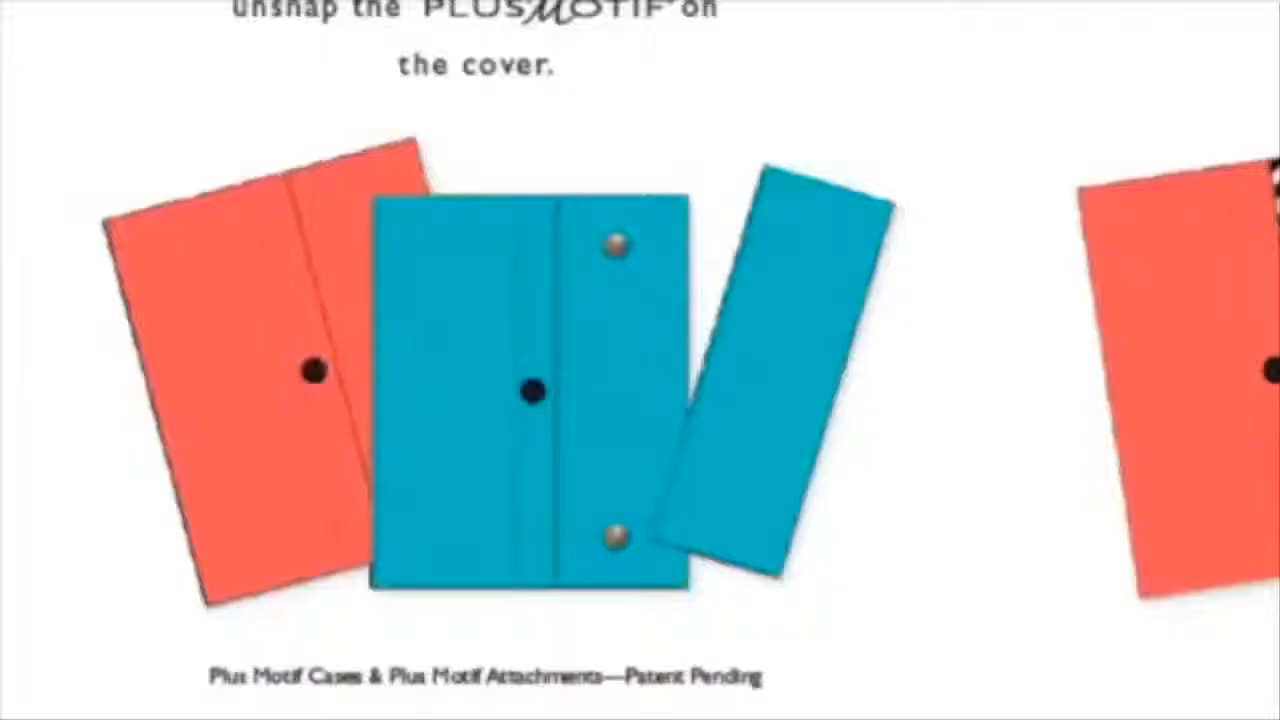 unsnap the PLUSMOTIF on
the cover.
Plus Motif Cases & Plus Motif Attachments—Patent Pending